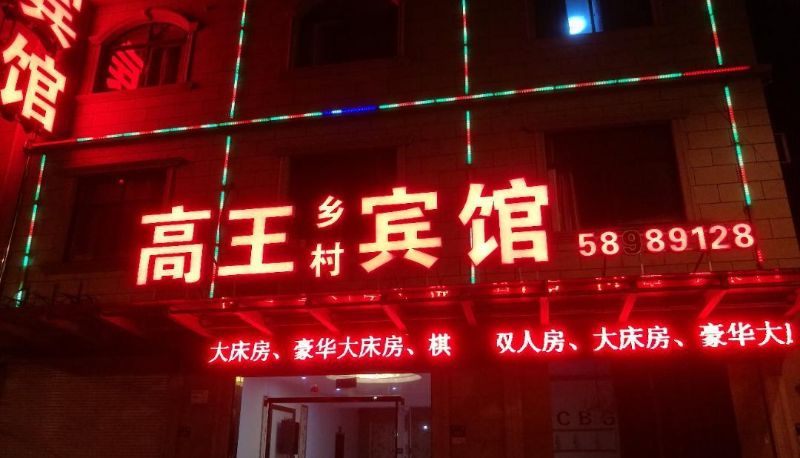 宾馆
高王乡村宾馆
58989128
大床房、豪华大床房、棋
双人房、大床房、豪华大
CBG